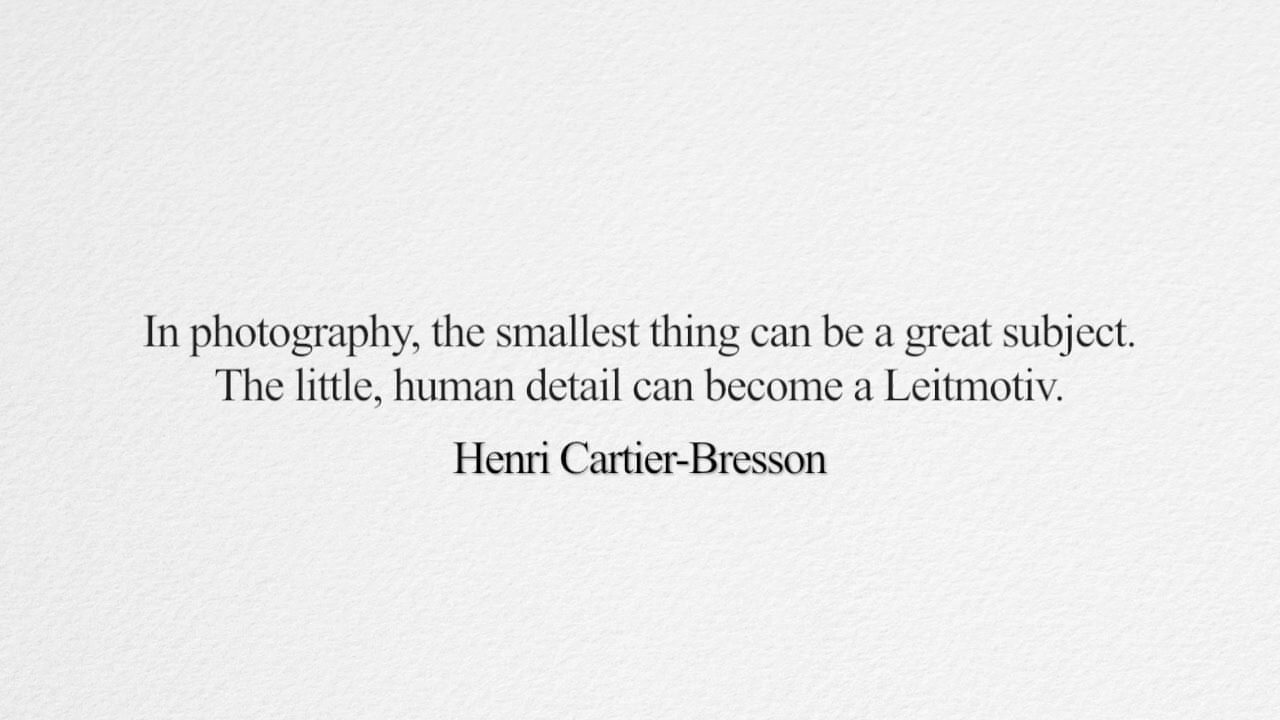 In photography, the smallest thing can be a great subject.
The little, human detail can become a Leitmotiv.
Henri Cartier-Bresson